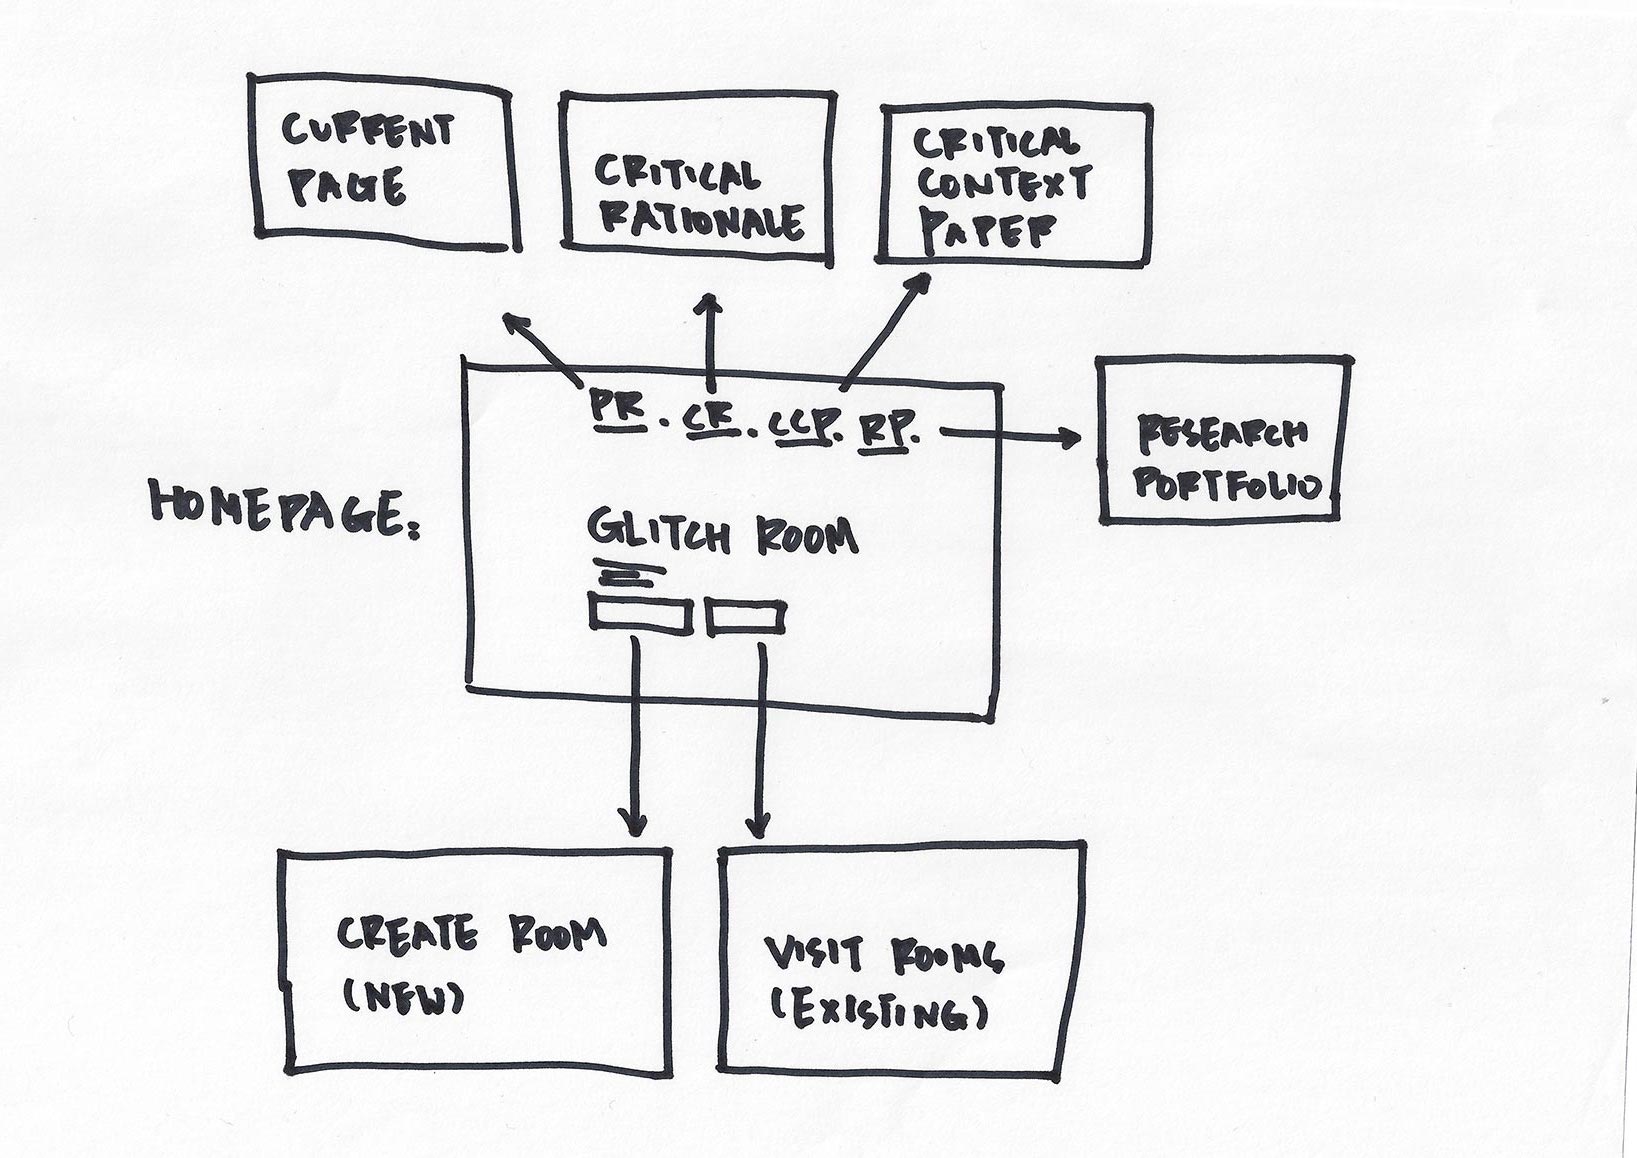 CURRENT
PAGE
CRITICAL
RATIONALE
CRITICAL
CONTEXT
PAPER
PR. CR. CCP. RP.
RESEARCH
PORTFOLIO
HOMEPAGE:
GLITCH ROOM
CREATE ROOM
(NEW)
VISIT ROOMS
(EXISTING)